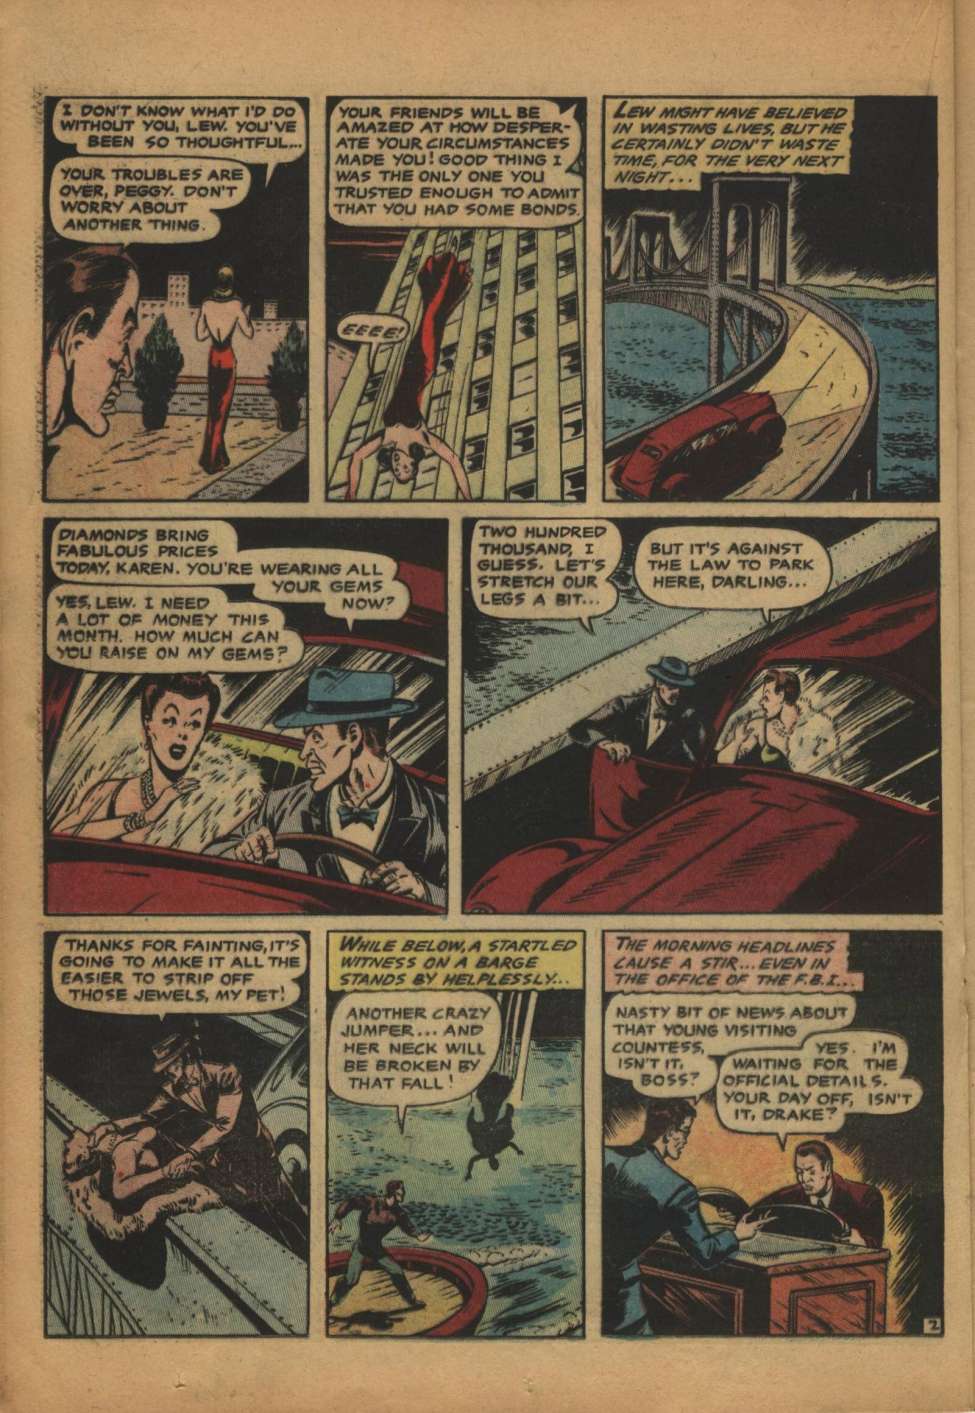 I DON'T KNOW WHAT I'D DO
WITHOUT YOU, LEW. YOU'VE
BEEN SO THOUGHTFUL...
YOUR TROUBLES ARE
OVER, PEGGY. DON'T
WORRY ABOUT
ANOTHER THING.
YOUR FRIENDS WILL BE
AMAZED AT HOW DESPER-
ATE YOUR CIRCUMSTANCES
MADE YOU! GOOD THING I
WAS THE ONLY ONE YOU
TRUSTED ENOUGH TO ADMIT
THAT YOU HAD SOME BONDS.
EEEE!
LEW MIGHT HAVE BELIEVED
IN WASTING LIVES, BUT HE
CERTAINLY DIDN'T WASTE
TIME, FOR THE VERY NEXT
NIGHT...
DIAMONDS BRING
FABULOUS PRICES
TODAY, KAREN. YOU'RE WEARING ALL
YOUR GEMS
NOW?
YES, LEW. I NEED
A LOT OF MONEY THIS
MONTH. HOW MUCH CAN
YOU RAISE ON MY GEMS?
TWO HUNDRED
THOUSAND, I
GUESS. LET'S
STRETCH OUR
LEGS A BIT...
BUT IT'S AGAINST
THE LAW TO PARK
HERE, DARLING...
THANKS FOR FAINTING, IT'S
GOING TO MAKE IT ALL THE
EASIER TO STRIP OFF
THOSE JEWELS, MY PET!
WHILE BELOW, A STARTLED
WITNESS ON A BARGE
STANDS BY HELPLESSLY...
ANOTHER CRAZY
JUMPER... AND
HER NECK WILL
BE BROKEN BY
THAT FALL!
THE MORNING HEADLINES
CAUSE A STIR... EVEN IN
THE OFFICE OF THE F.B.I...
NASTY BIT OF NEWS ABOUT
THAT YOUNG VISITING
COUNTESS,
ISN'T IT,
BOSS?
YES. I'M
WAITING FOR THE
OFFICIAL DETAILS.
YOUR DAY OFF, ISN'T
IT, DRAKE?
2